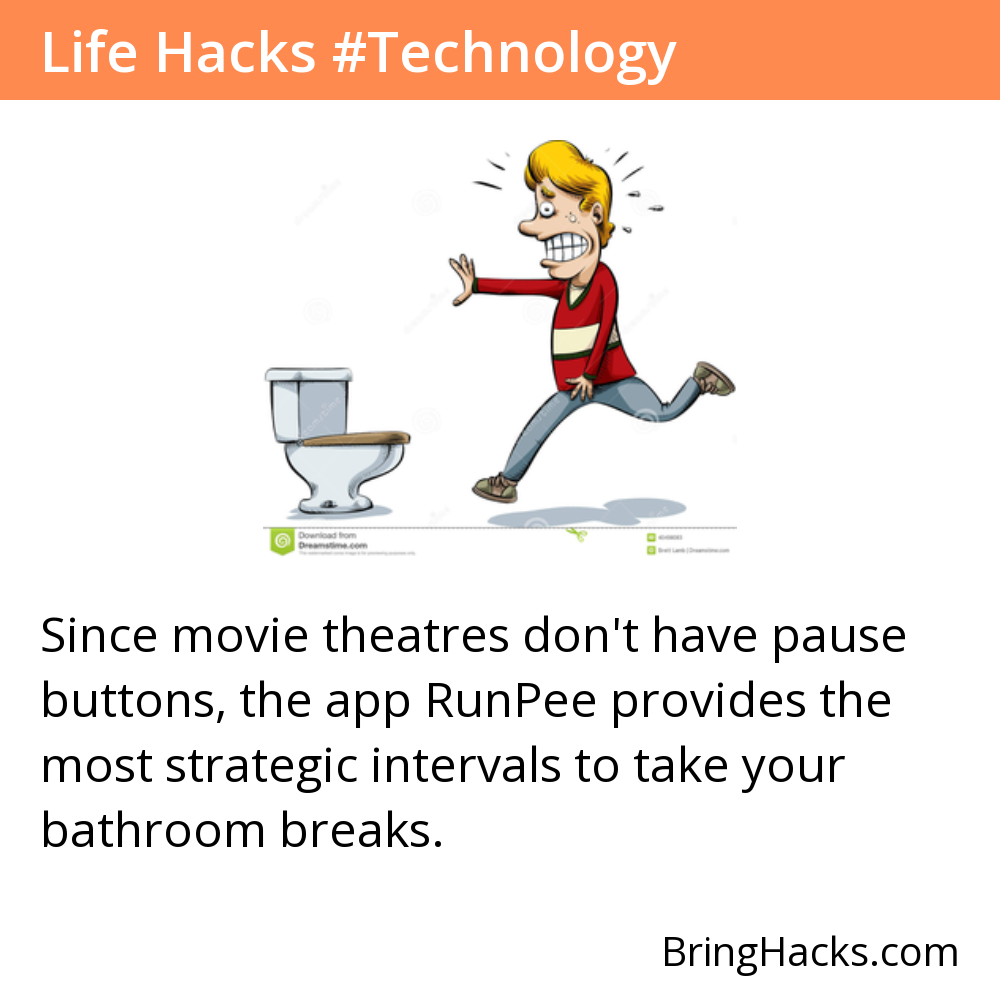 Life Hacks #Technology
Download from
Dreamstime.com
Since movie theatres don't have pause
buttons, the app RunPee provides the
most strategic intervals to take your
bathroom breaks.
BringHacks.com